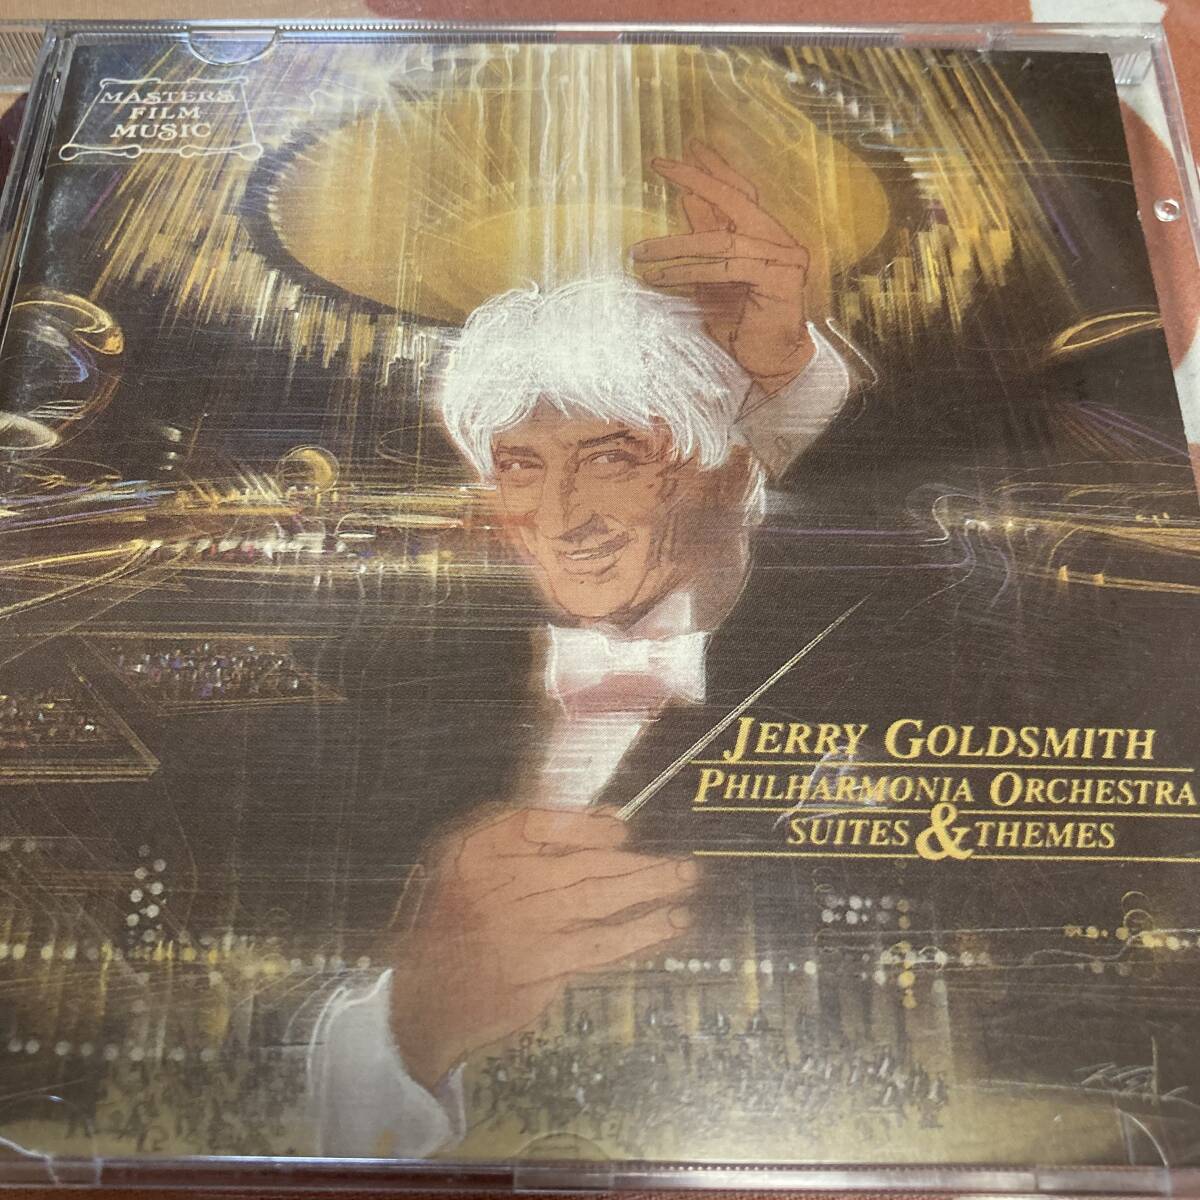 MASTERS
FILM
MUSIC
JERRY GOLDSMITH
PHILHARMONIA ORCHESTRA
SUITES & THEMES